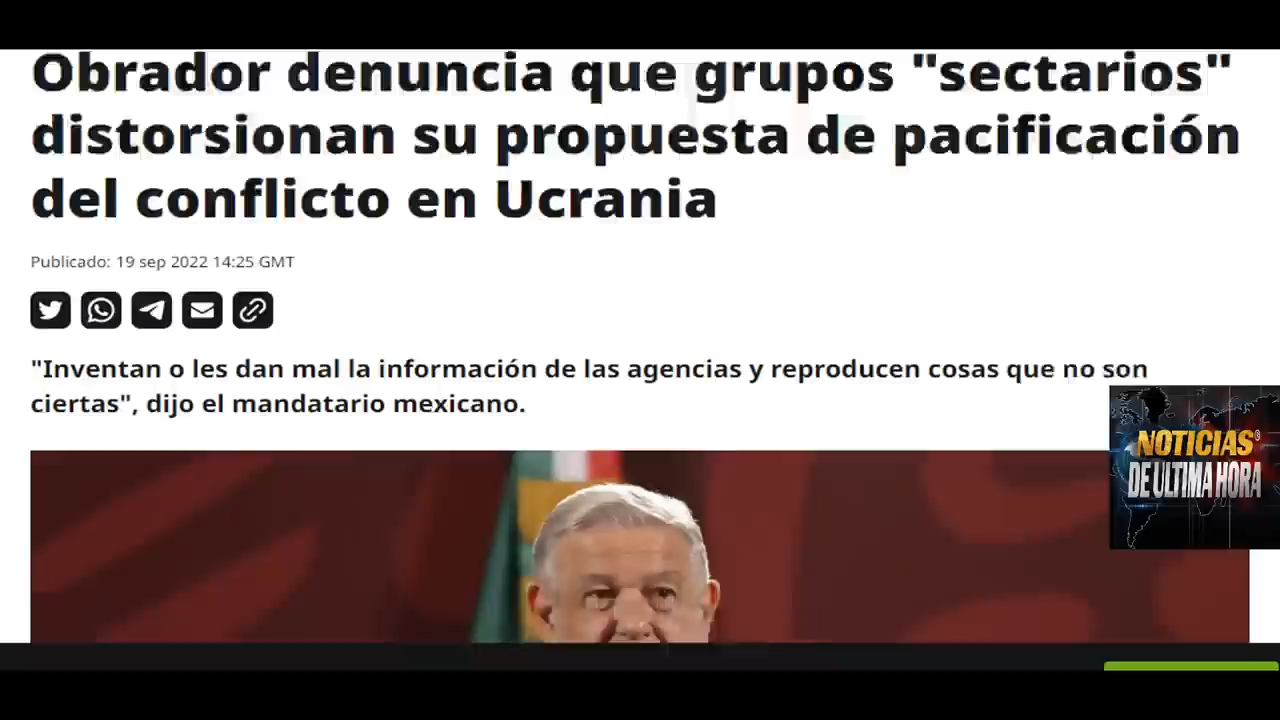 Obrador denuncia que grupos "sectarios"
distorsionan su propuesta de pacificación
del conflicto en Ucrania
Publicado: 19 sep 2022 14:25 GMT
"Inventan o les dan mal la información de las agencias y reproducen cosas que no son
ciertas", dijo el mandatario mexicano.
NOTICIAS®
DE ULTIMA HORA